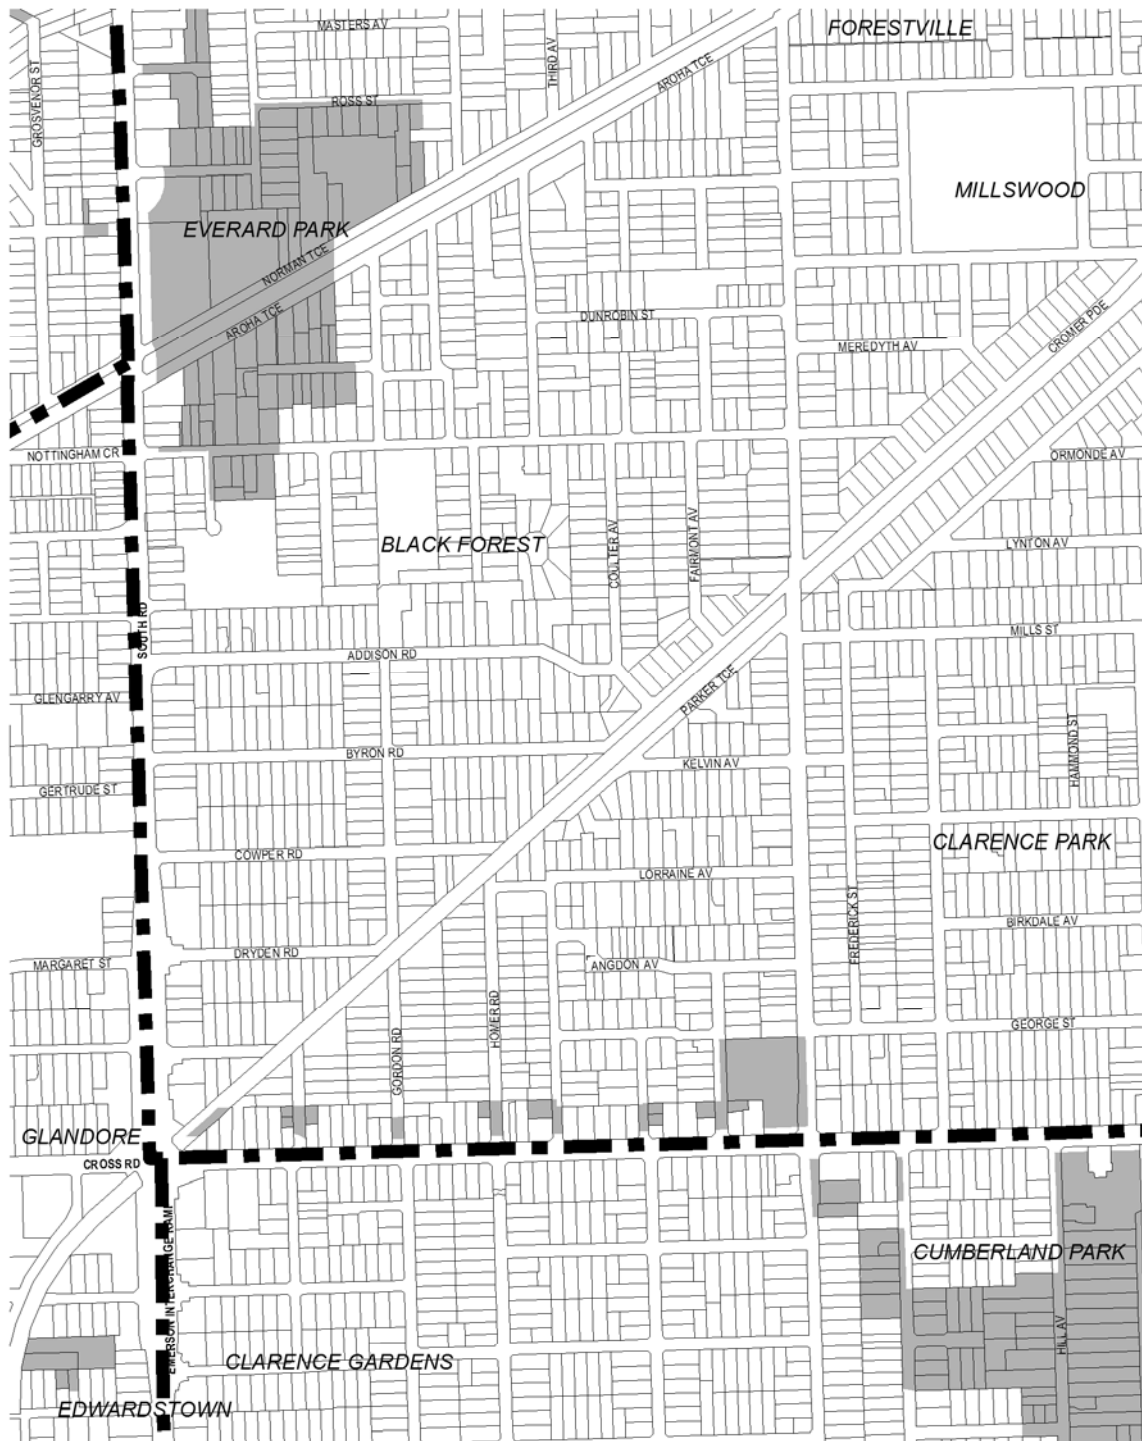 MASTERS AV
FORESTVILLE
THIRD AV
GROSVENOR ST
AROHA TCE
ROSS ST
MILLSWOOD
EVERARD PARK
NORMAN TCE
AROHA TCE
DUNROBIN ST
CROMER PDE
MEREDYTH AV
NOTTINGHAM CR
ORMONDE AV
BLACK FOREST
COULTER AV
FAIRMONT AV
LYNTON AV
SOUTH RD
MILLS ST
ADDISON RD
GLENGARRY AV
PARKER TCE
BYRON RD
HAMMOND ST
KELVIN AV
GERTRUDE ST
CLARENCE PARK
COWPER RD
LORRAINE AV
FREDERICK ST
BIRKDALE AV
DRYDEN RD
MARGARET ST
ANGDON AV
HOMER RD
GEORGE ST
GORDON RD
GLANDORE
CROSS RD
EMERSON INTERCHANGE RAMP
CUMBERLAND PARK
HILL AV
CLARENCE GARDENS
EDWARDSTOWN